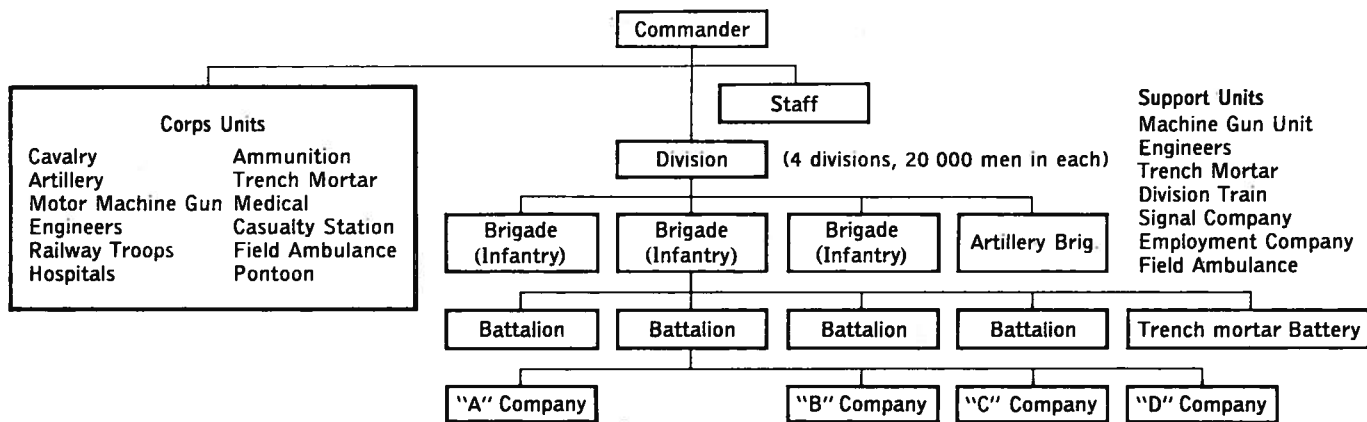 Commander
Staff
Corps Units
Cavalry Ammunition
Artillery Trench Mortar
Motor Machine Gun Medical
Engineers Casualty Station
Railway Troops Field Ambulance
Hospitals Pontoon
Division (4 divisions, 20 000 men in each)
Support Units
Machine Gun Unit
Engineers
Trench Mortar
Division Train
Signal Company
Employment Company
Field Ambulance
Brigade
(Infantry)
Brigade
(Infantry)
Brigade
(Infantry)
Artillery Brig.
Battalion
Battalion
Battalion
Battalion
Trench mortar Battery
"A" Company
"B" Company
"C" Company
"D" Company